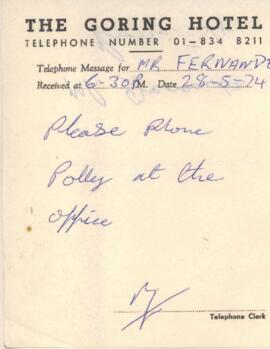 THE GORING HOTEL
TELEPHONE NUMBER 01–834 8211
Telephone Message for MR FERNANDE
Received at 6-30 P.M. Date 28-5-74
Please phone
Polly at the
office
Telephone Clerk